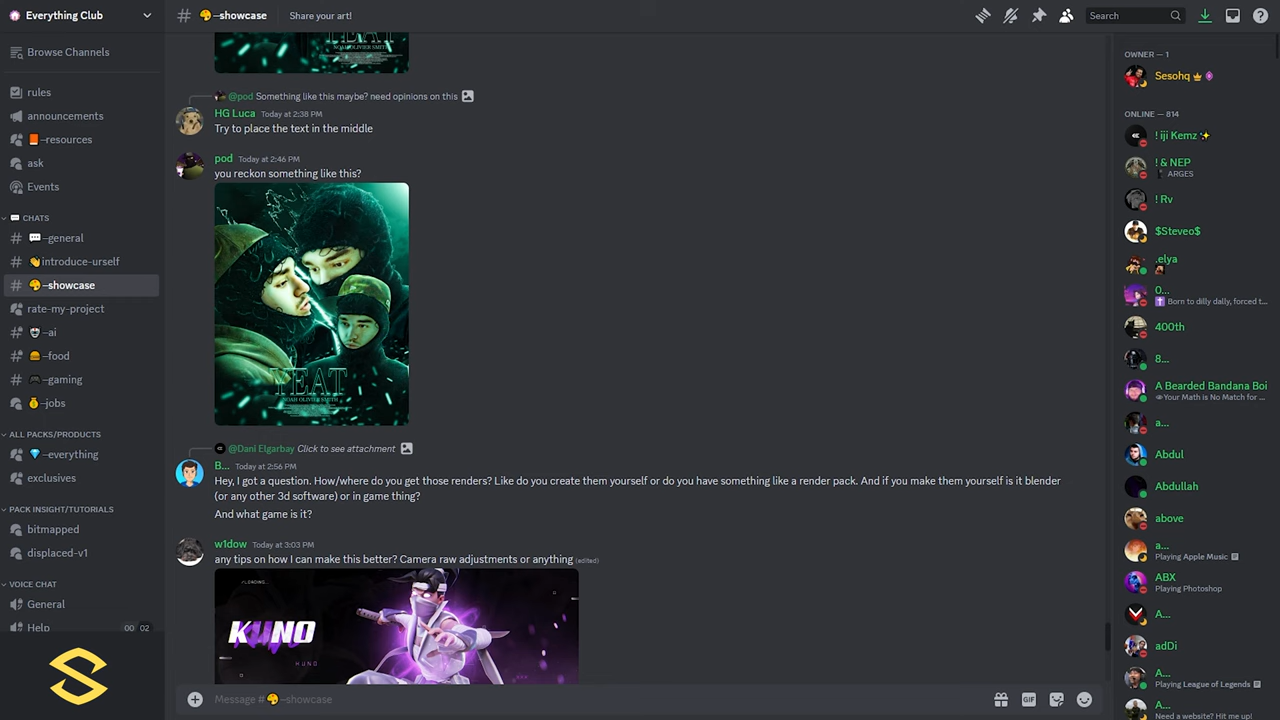 Everything Club
Browse Channels
rules
announcements
–resources
ask
Events
CHATS
–general
introduce-urself
–showcase
rate-my-project
–ai
–food
–gaming
–jobs
ALL PACKS/PRODUCTS
–everything
exclusives
PACK INSIGHT/TUTORIALS
bitmapped
displaced-v1
VOICE CHAT
General
Help 00 02
# –showcase Share your art!
Search
NOAH OLIVIER SMITH
@pod Something like this maybe? need opinions on this
HG Luca Today at 2:38 PM
Try to place the text in the middle
pod Today at 2:46 PM
you reckon something like this?
YEAT
NOAH OLIVIER SMITH
@Dani Elgarbay Click to see attachment
B... Today at 2:56 PM
Hey, I got a question. How/where do you get those renders? Like do you create them yourself or do you have something like a render pack. And if you make them yourself is it blender
(or any other 3d software) or in game thing?
And what game is it?
w1dow Today at 3:03 PM
any tips on how I can make this better? Camera raw adjustments or anything (edited)
LOADING...
KUNO
Message # –showcase
GIF
OWNER — 1
Sesohq
ONLINE — 814
! iji Kemz
! & NEP
ARGES
! Rv
$Steveo$
.elya
0...
Born to dilly dally, forced t...
400th
8...
A Bearded Bandana Boi
Your Math is No Match for ...
a...
Abdul
Abdullah
above
a...
Playing Apple Music
ABX
Playing Photoshop
A...
adDi
A...
Playing League of Legends
A...
Need a website? Hit me up!